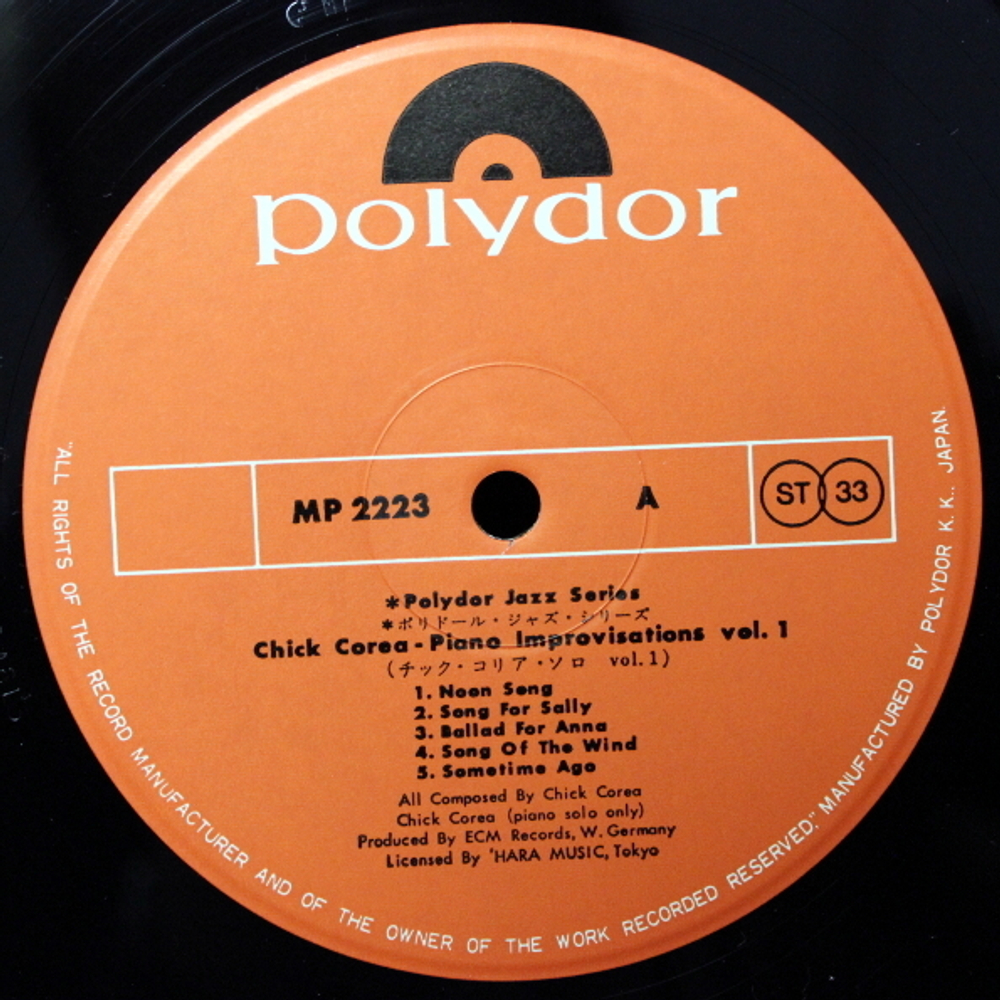 polydor
MP 2223 A ST 33
*Polydor Jazz Series
*ポリドール・ジャズ・シリーズ
Chick Corea - Piano Improvisations vol. 1
(チック・コリア・ソロ vol.1)
1. Noon Song
2. Song For Sally
3. Ballad For Anna
4. Song Of The Wind
5. Sometime Ago
All Composed By Chick Corea
Chick Corea (piano solo only)
Produced By ECM Records, W. Germany
Licensed By 'HARA MUSIC, Tokyo
"ALL RIGHTS OF THE RECORD MANUFACTURER AND OF THE OWNER OF THE WORK RECORDED RESERVED," MANUFACTURED BY POLYDOR K. K., JAPAN.